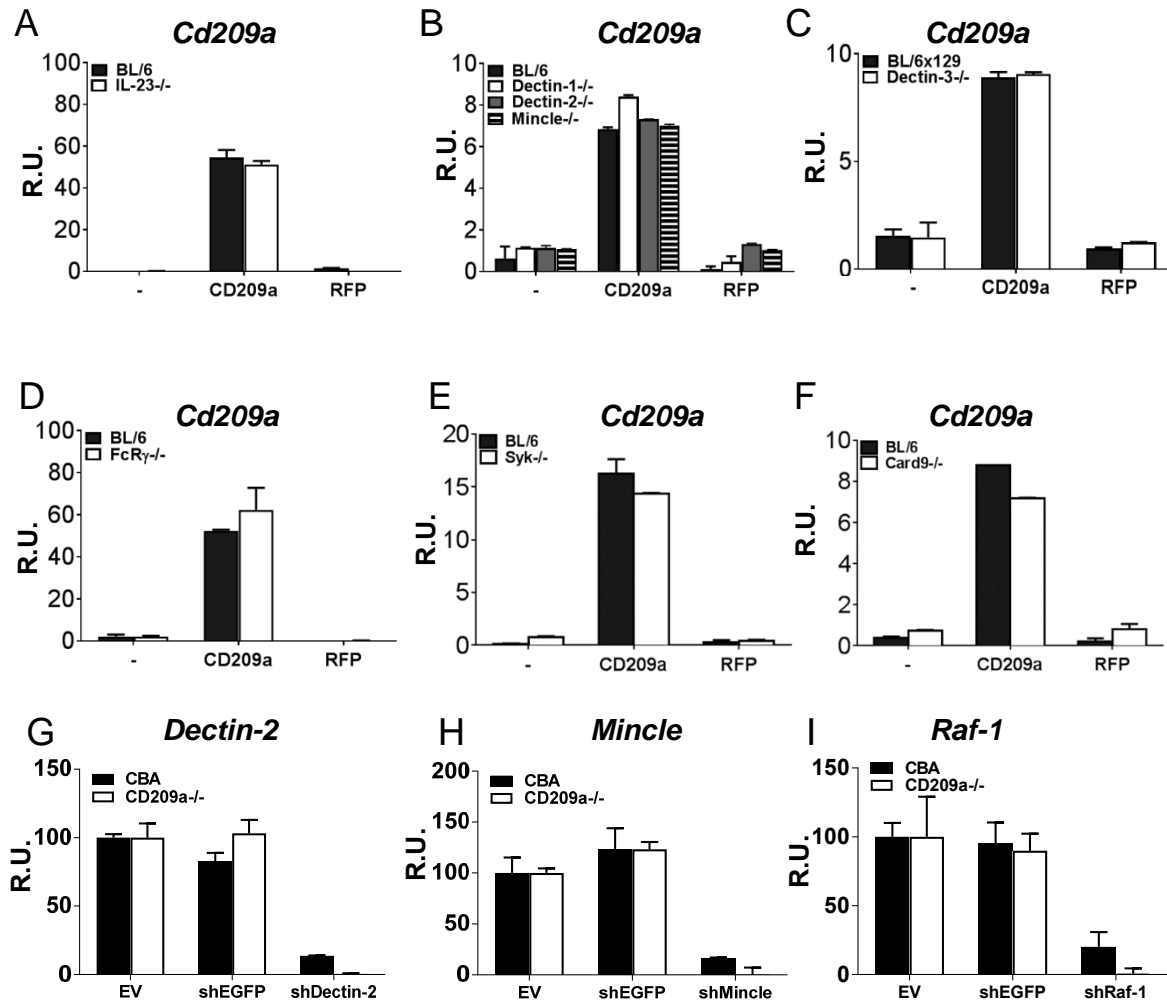 A
Cd209a
BL/6
IL-23-/-
R.U.
100
80
60
40
20
0
-
CD209a
RFP
B
Cd209a
BL/6
Dectin-1-/-
Dectin-2-/-
Mincle-/-
R.U.
10
8
6
4
2
0
-
CD209a
RFP
C
Cd209a
BL/6x129
Dectin-3-/-
R.U.
10
5
0
-
CD209a
RFP
D
Cd209a
BL/6
FcRγ-/-
R.U.
100
80
60
40
20
0
-
CD209a
RFP
E
Cd209a
BL/6
Syk-/-
R.U.
20
15
10
5
0
-
CD209a
RFP
F
Cd209a
BL/6
Card9-/-
R.U.
10
8
6
4
2
0
-
CD209a
RFP
G
Dectin-2
CBA
CD209a-/-
R.U.
150
100
50
0
EV
shEGFP
shDectin-2
H
Mincle
CBA
CD209a-/-
R.U.
200
150
100
50
0
EV
shEGFP
shMincle
I
Raf-1
CBA
CD209a-/-
R.U.
150
100
50
0
EV
shEGFP
shRaf-1